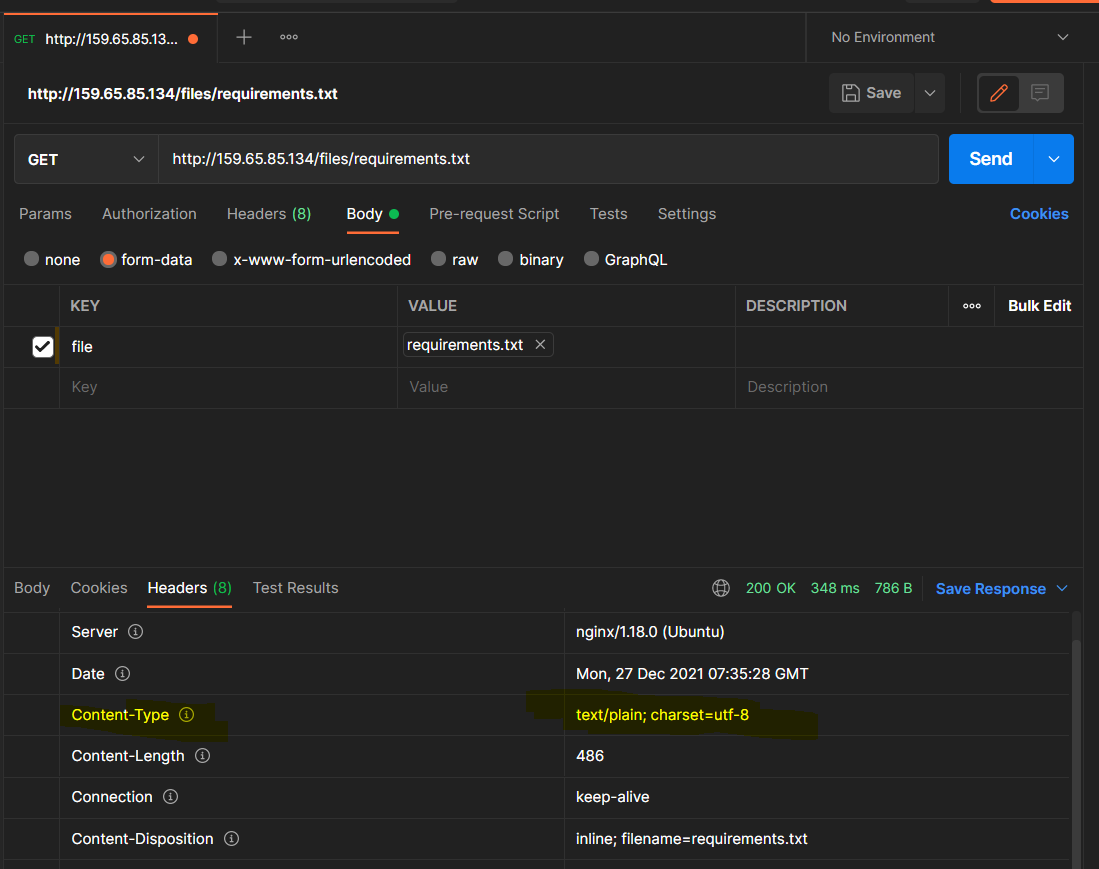 GET http://159.65.85.13... No Environment
http://159.65.85.134/files/requirements.txt Save
GET http://159.65.85.134/files/requirements.txt Send
Params Authorization Headers (8) Body Pre-request Script Tests Settings Cookies
none form-data x-www-form-urlencoded raw binary GraphQL
KEY VALUE DESCRIPTION Bulk Edit
file requirements.txt
Key Value Description
Body Cookies Headers (8) Test Results 200 OK 348 ms 786 B Save Response
Server nginx/1.18.0 (Ubuntu)
Date Mon, 27 Dec 2021 07:35:28 GMT
Content-Type text/plain; charset=utf-8
Content-Length 486
Connection keep-alive
Content-Disposition inline; filename=requirements.txt